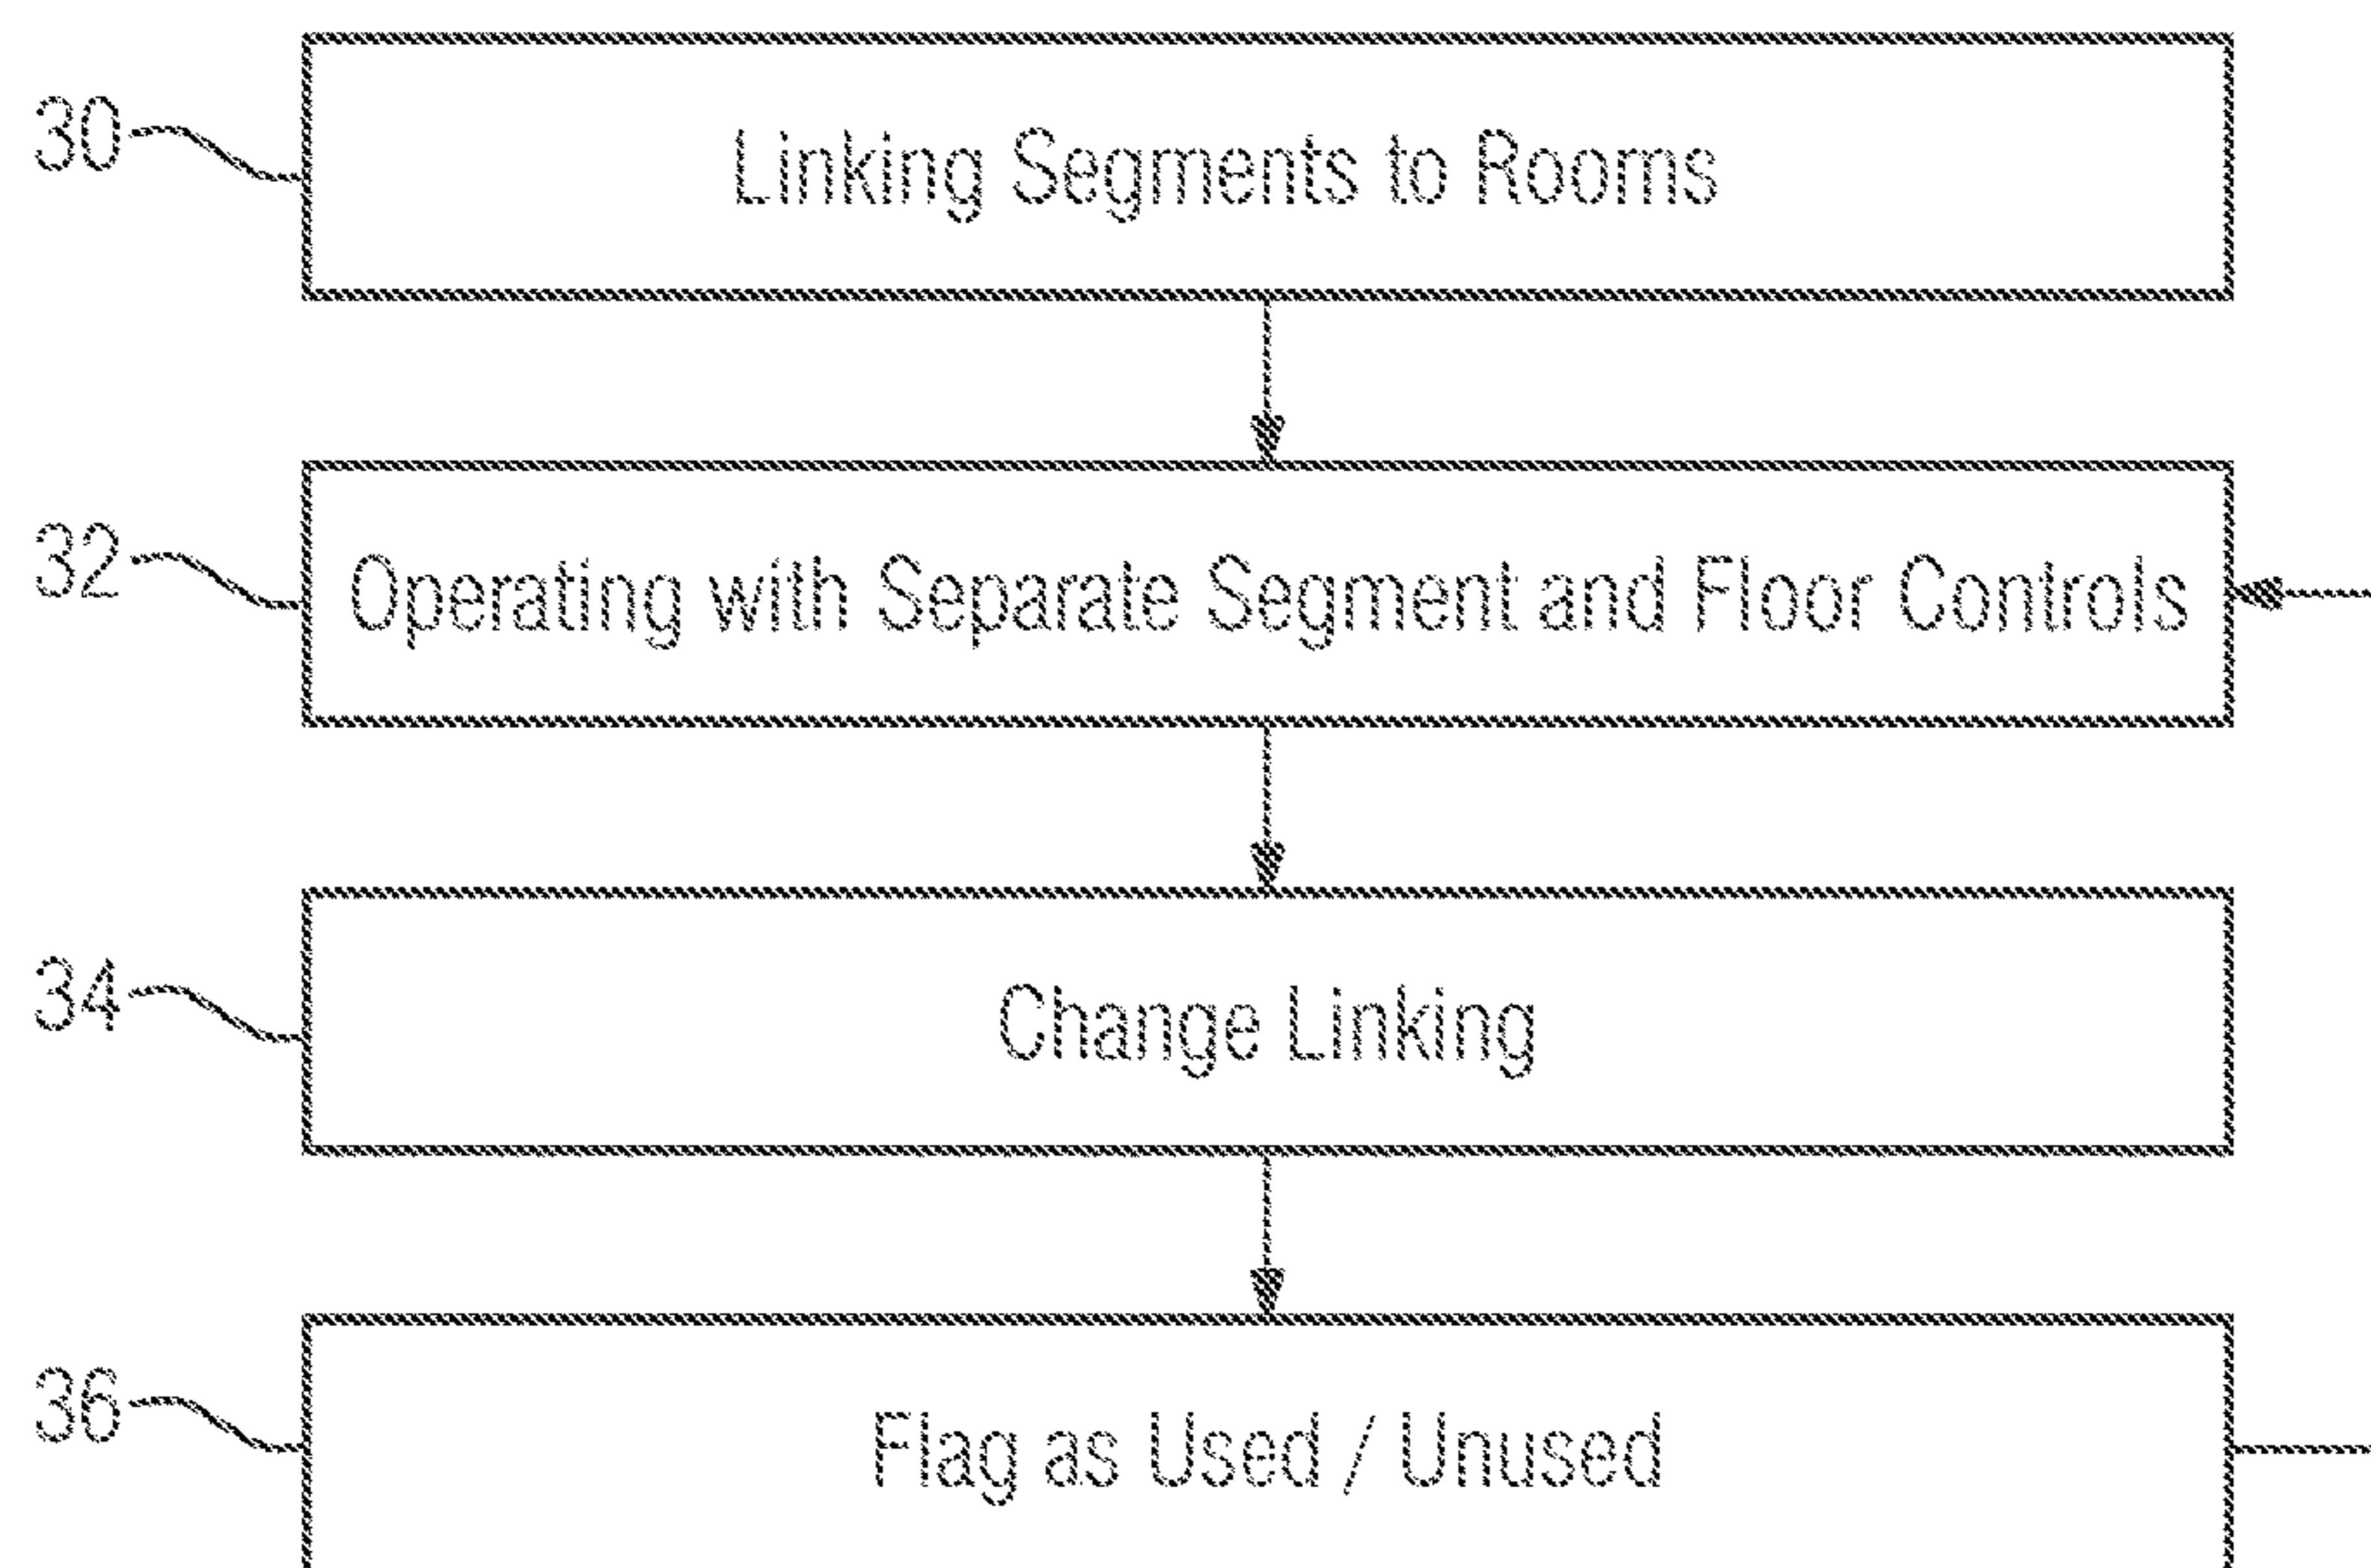 30
Linking Segments to Rooms
32
Operating with Separate Segment and Floor Controls
34
Change Linking
36
Flag as Used / Unused